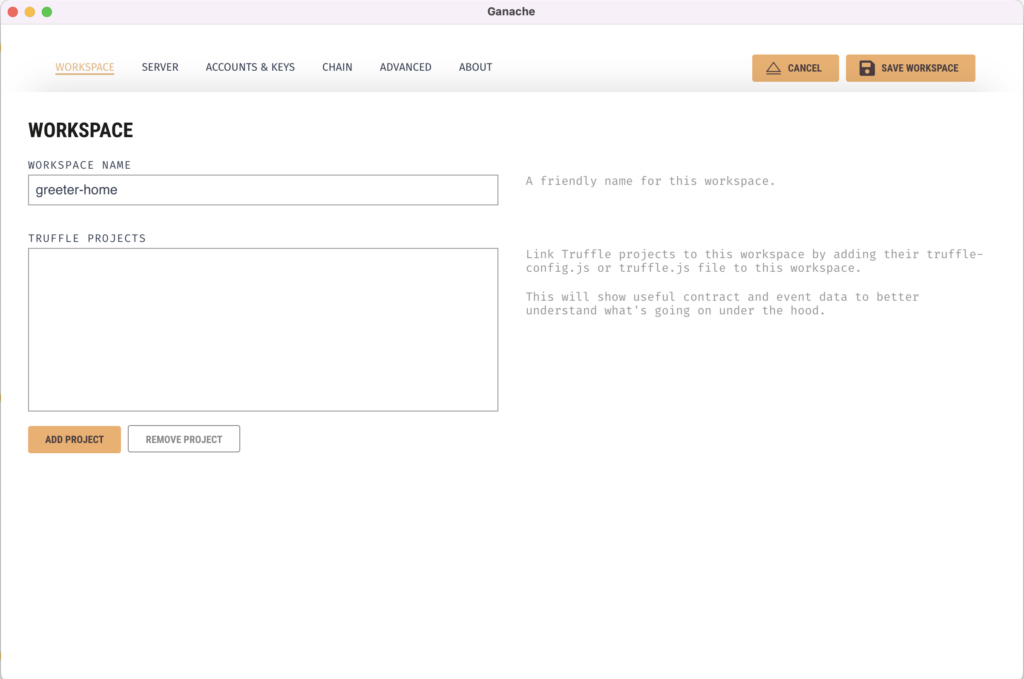 Ganache
WORKSPACE SERVER ACCOUNTS & KEYS CHAIN ADVANCED ABOUT CANCEL SAVE WORKSPACE
WORKSPACE
WORKSPACE NAME
greeter-home
A friendly name for this workspace.
TRUFFLE PROJECTS
Link Truffle projects to this workspace by adding their truffle-
config.js or truffle.js file to this workspace.
This will show useful contract and event data to better
understand what's going on under the hood.
ADD PROJECT REMOVE PROJECT